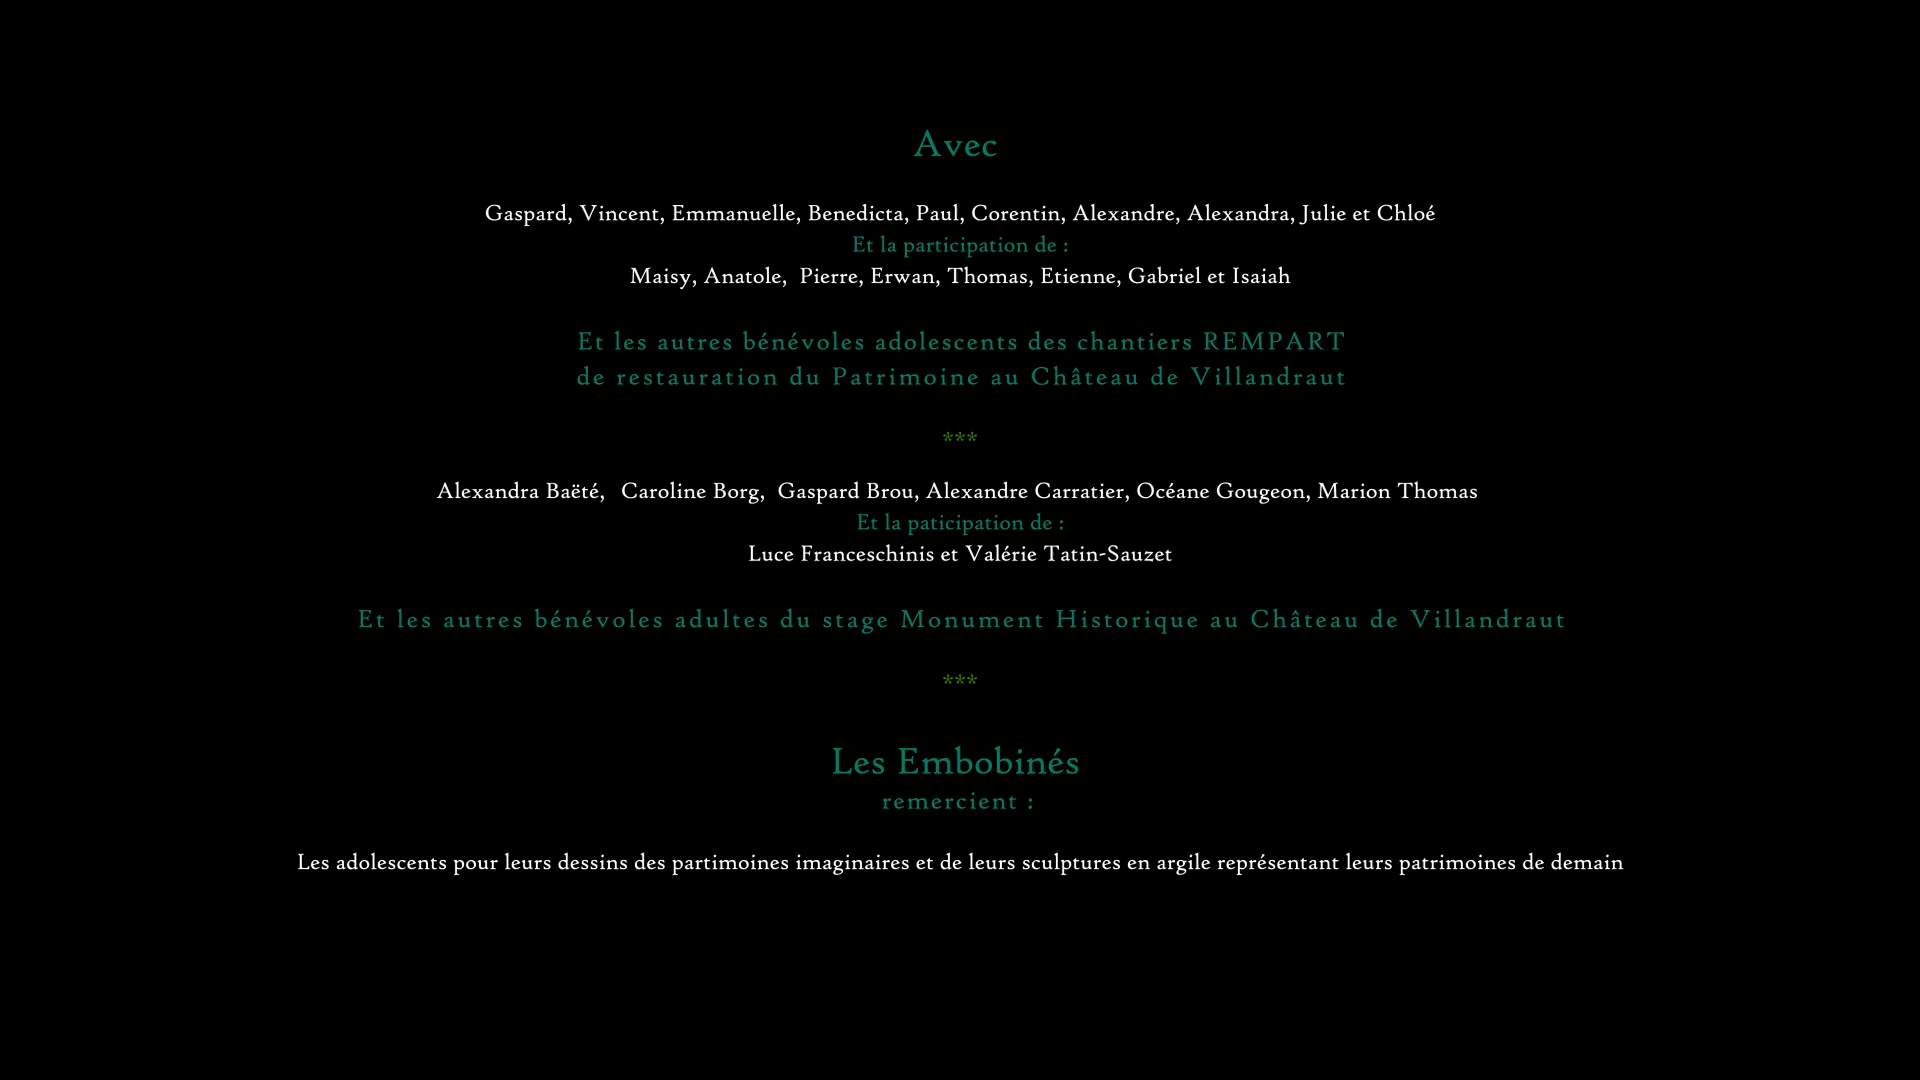 Avec
Gaspard, Vincent, Emmanuelle, Benedicta, Paul, Corentin, Alexandre, Alexandra, Julie et Chloé
Et la participation de :
Maisy, Anatole,  Pierre, Erwan, Thomas, Etienne, Gabriel et Isaiah
Et les autres bénévoles adolescents des chantiers REMPART
de restauration du Patrimoine au Château de Villandraut
***
Alexandra Baëté,   Caroline Borg,  Gaspard Brou, Alexandre Carratier, Océane Gougeon, Marion Thomas
Et la paticipation de :
Luce Franceschinis et Valérie Tatin-Sauzet
Et les autres bénévoles adultes du stage Monument Historique au Château de Villandraut
***
Les Embobinés
remercient :
Les adolescents pour leurs dessins des partimoines imaginaires et de leurs sculptures en argile représentant leurs patrimoines de demain